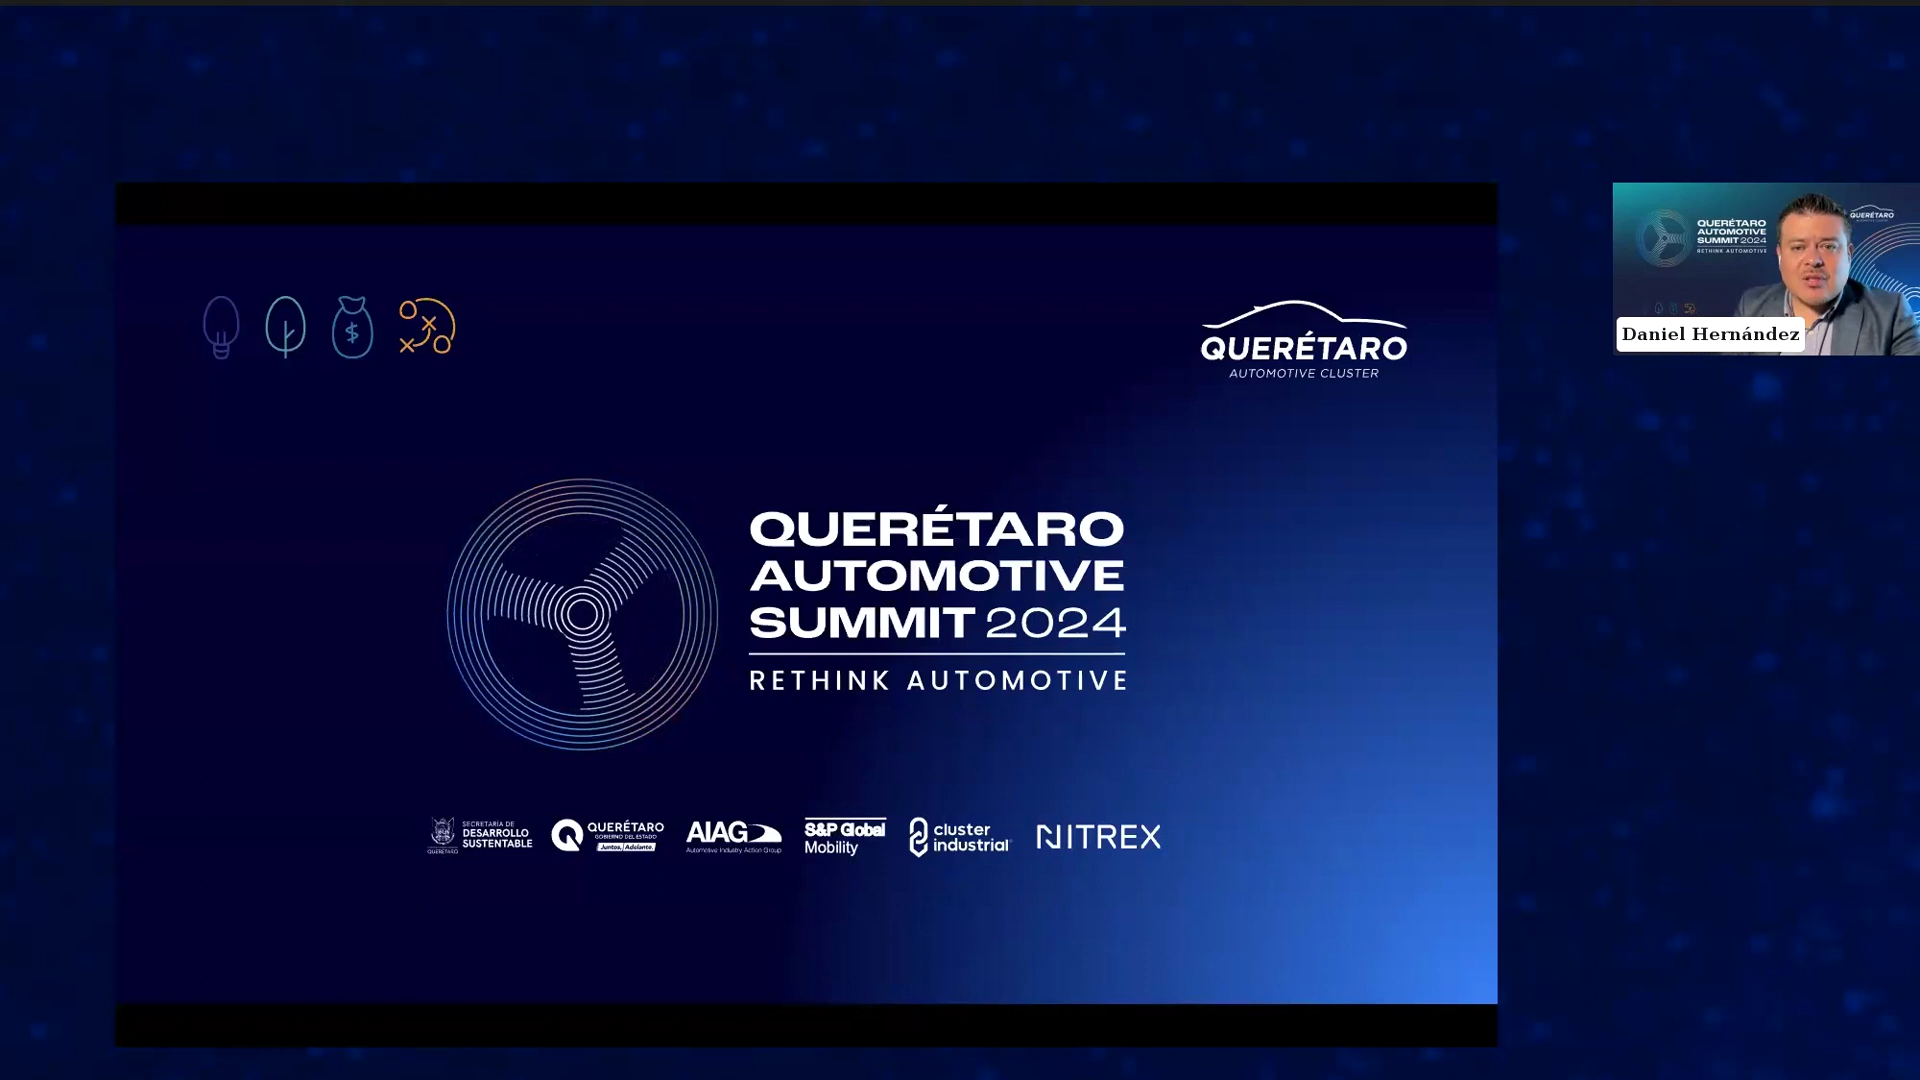 QUERÉTARO
AUTOMOTIVE CLUSTER
QUERÉTARO
AUTOMOTIVE
SUMMIT 2024
RETHINK AUTOMOTIVE
SECRETARÍA DE
DESARROLLO
SUSTENTABLE
QUERÉTARO
QUERÉTARO
GOBIERNO DEL ESTADO
Juntos, Adelante.
AIAG
Automotive Industry Action Group
S&P Global
Mobility
cluster
industrial
NITREX
QUERÉTARO
AUTOMOTIVE
SUMMIT 2024
RETHINK AUTOMOTIVE
QUERÉTARO
Daniel Hernández